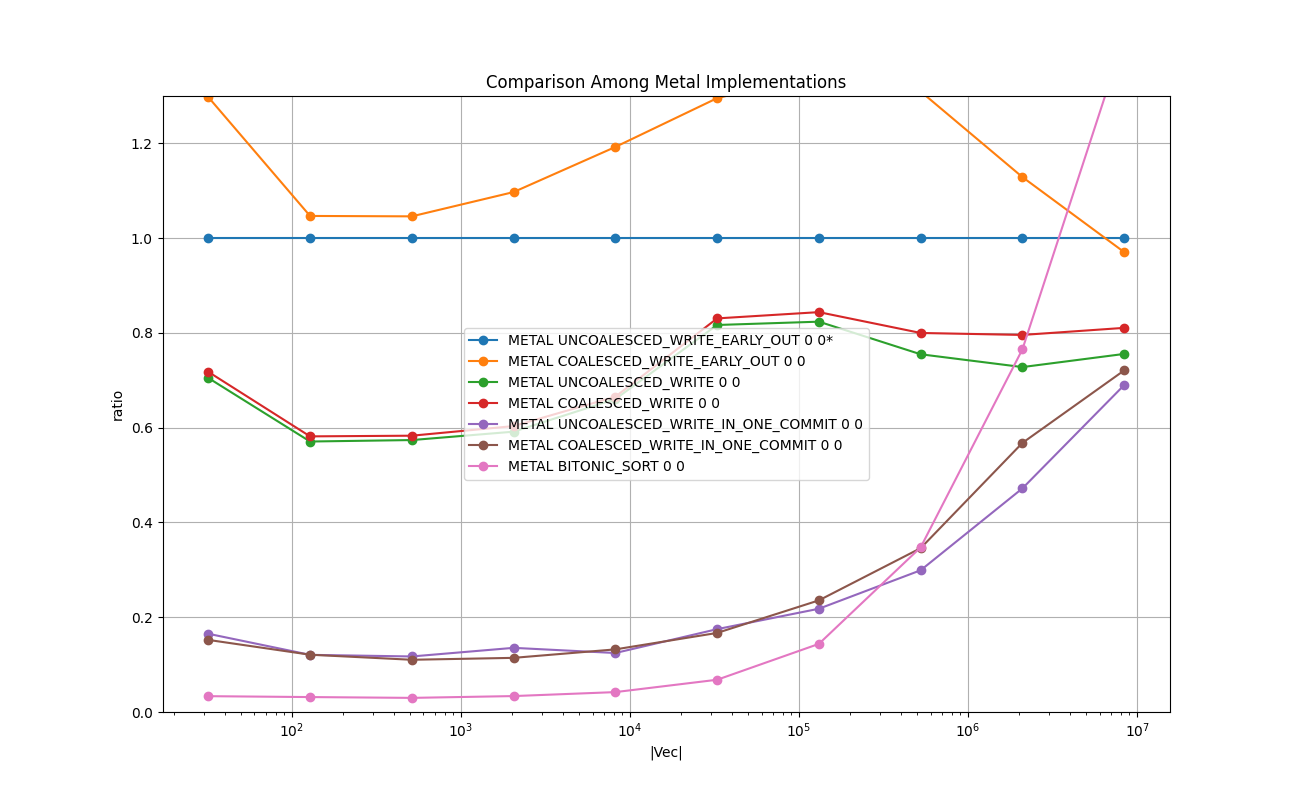 Comparison Among Metal Implementations
ratio
1.2
1.0
0.8
0.6
0.4
0.2
0.0
METAL UNCOALESCED_WRITE_EARLY_OUT 0 0*
METAL COALESCED_WRITE_EARLY_OUT 0 0
METAL UNCOALESCED_WRITE 0 0
METAL COALESCED_WRITE 0 0
METAL UNCOALESCED_WRITE_IN_ONE_COMMIT 0 0
METAL COALESCED_WRITE_IN_ONE_COMMIT 0 0
METAL BITONIC_SORT 0 0
10² 10³ 10⁴ 10⁵ 10⁶ 10⁷
|Vec|